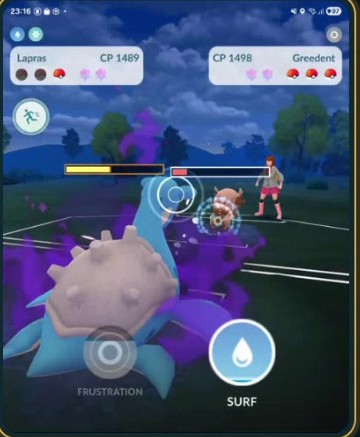 23:16
Lapras CP 1489
CP 1498 Greedent
FRUSTRATION
SURF